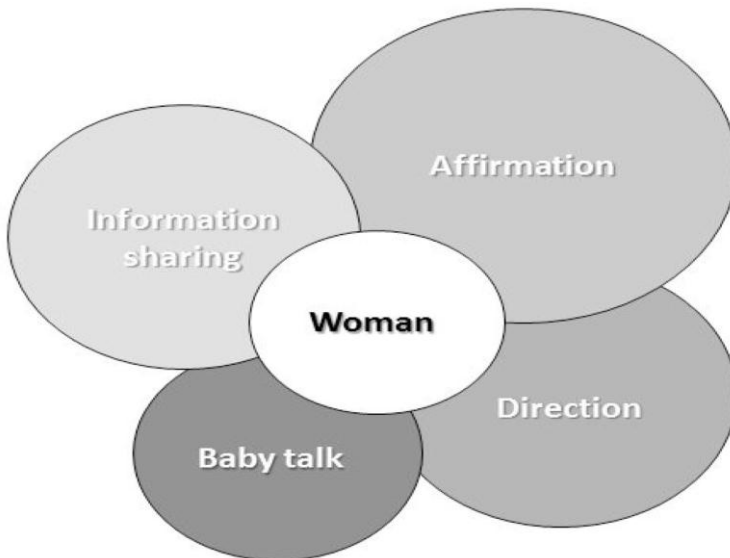 Affirmation
Information
sharing
Woman
Direction
Baby talk